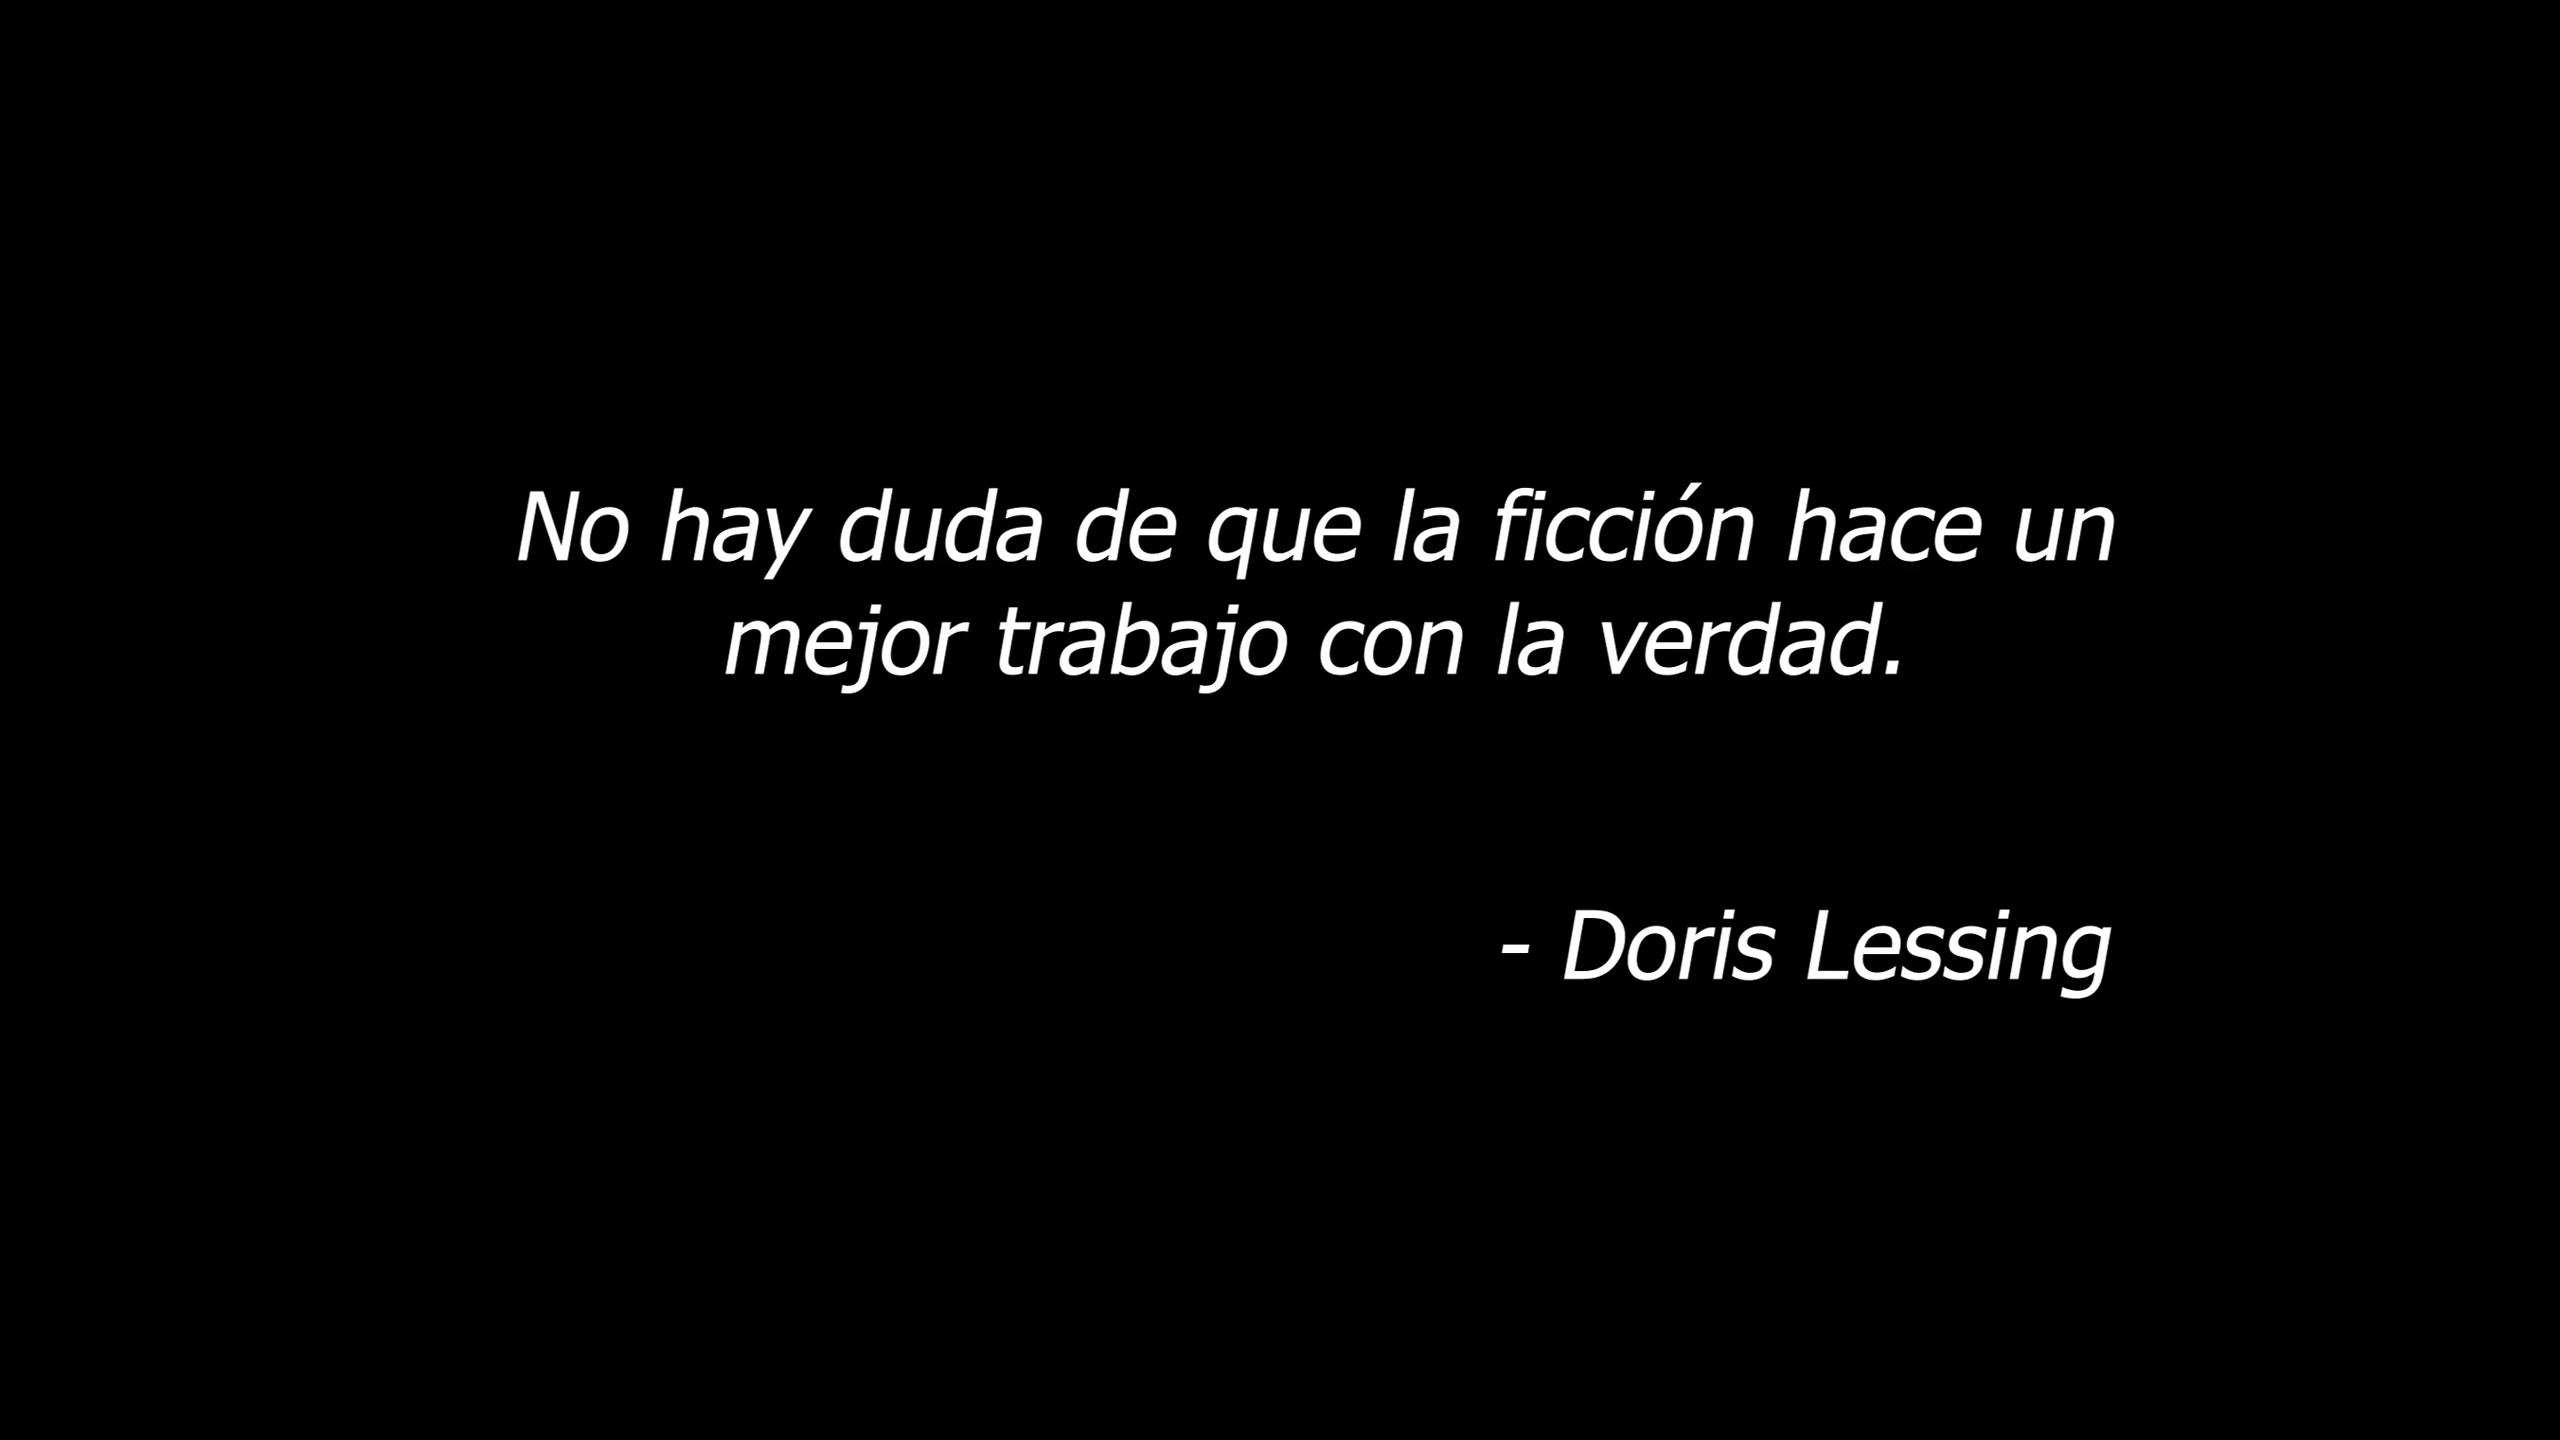 No hay duda de que la ficción hace un
mejor trabajo con la verdad.
- Doris Lessing